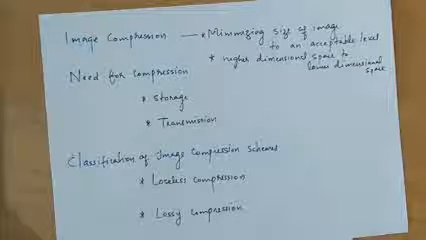 Image Compression — * Minimizing size of image
to an acceptable level
* higher dimensional space to
lower dimensional
space
Need for compression
* Storage
* Transmission
Classification of Image Compression schemes
* Loseless compression
* Lossy compression